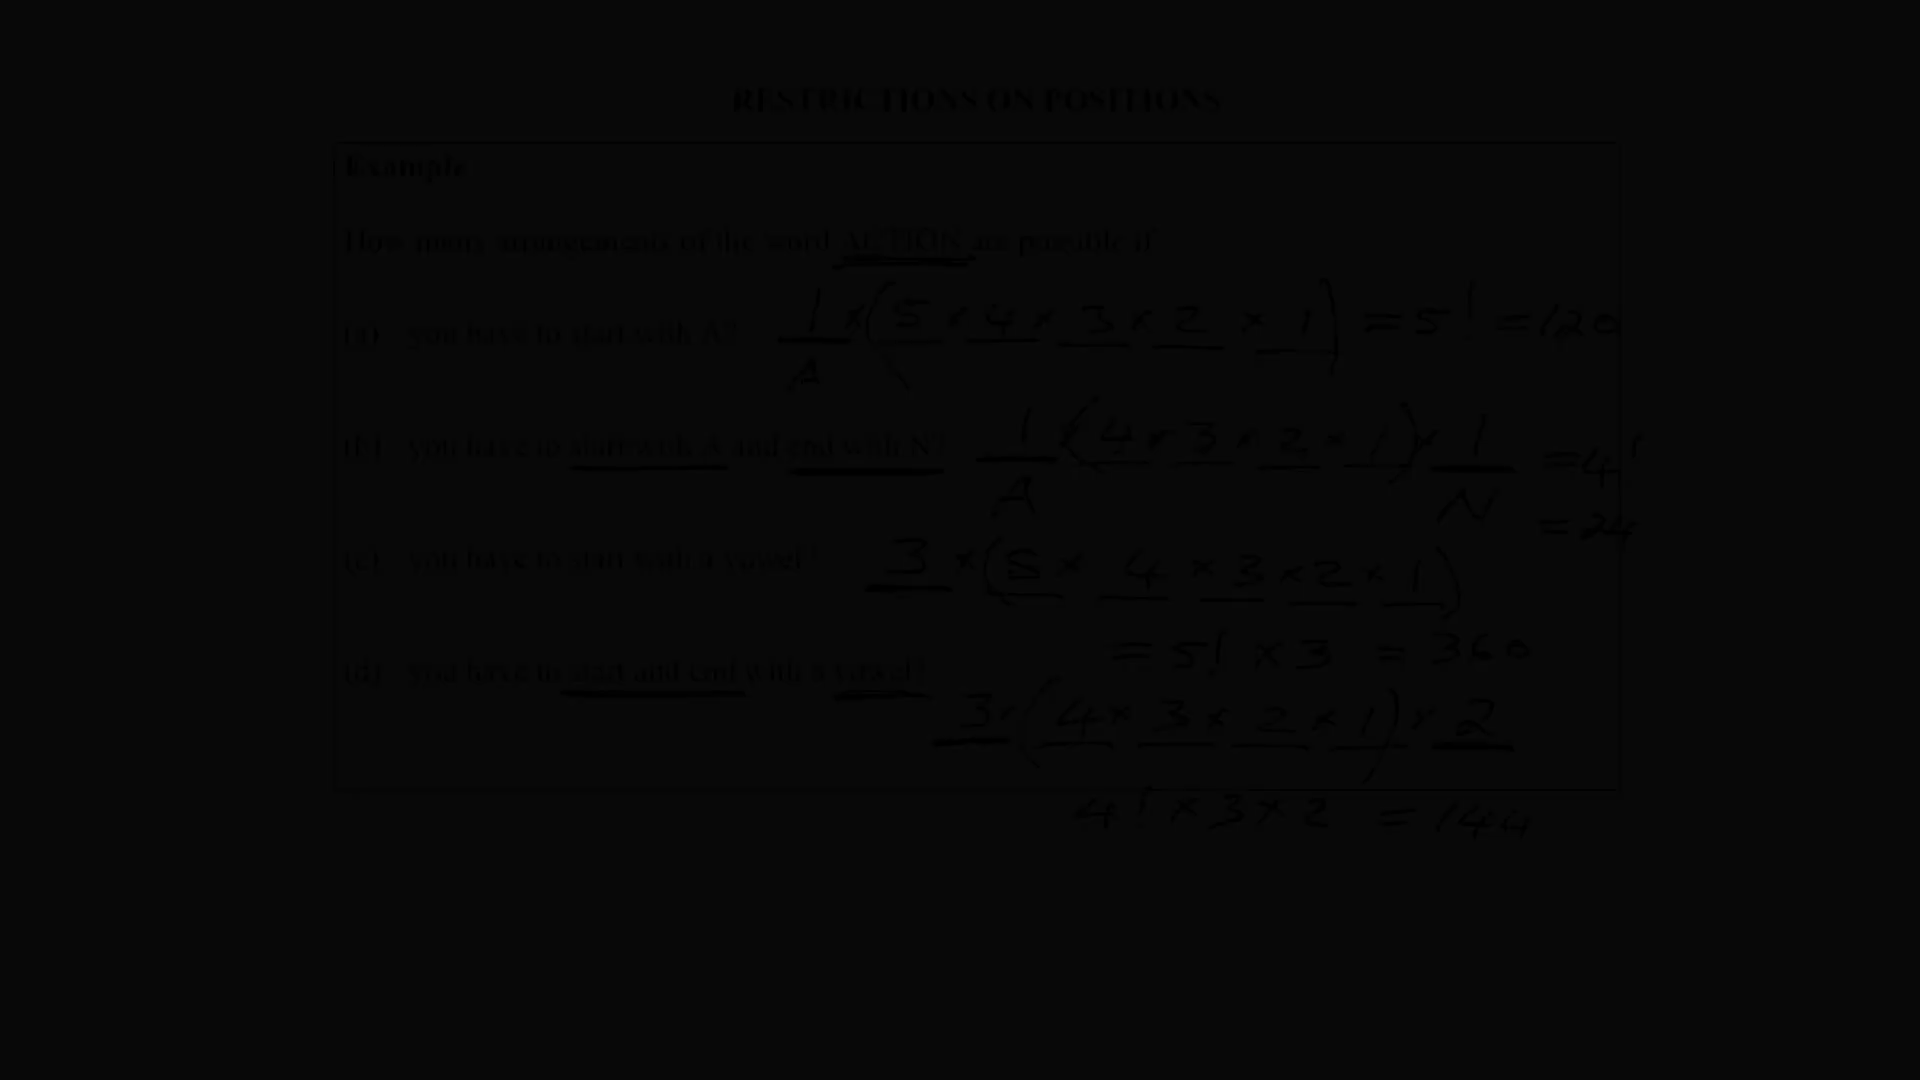 RESTRICTIONS ON POSITIONS
Example
How many arrangements of the word ACTION are possible if
(a) you have to start with A? 1 × (5 × 4 × 3 × 2 × 1) = 5! = 120
A
(b) you have to start with A and end with N? 1 (4 × 3 × 2 × 1) × 1 = 4!
A N = 24
(c) you have to start with a vowel? 3 × (5 × 4 × 3 × 2 × 1)
= 5! × 3 = 360
(d) you have to start and end with a vowel?
3 × (4 × 3 × 2 × 1) × 2
4! × 3 × 2 = 144